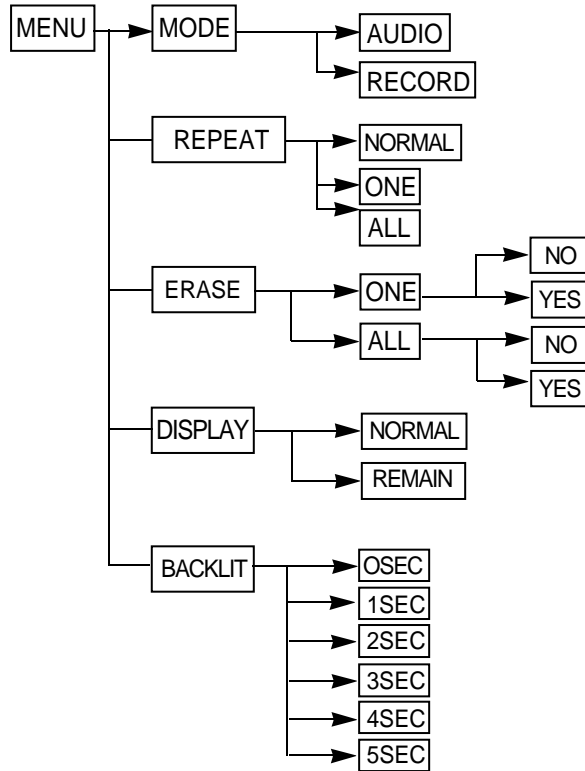 MENU MODE AUDIO
RECORD
REPEAT NORMAL
ONE
ALL
ERASE ONE NO
YES
ALL NO
YES
DISPLAY NORMAL
REMAIN
BACKLIT OSEC
1SEC
2SEC
3SEC
4SEC
5SEC